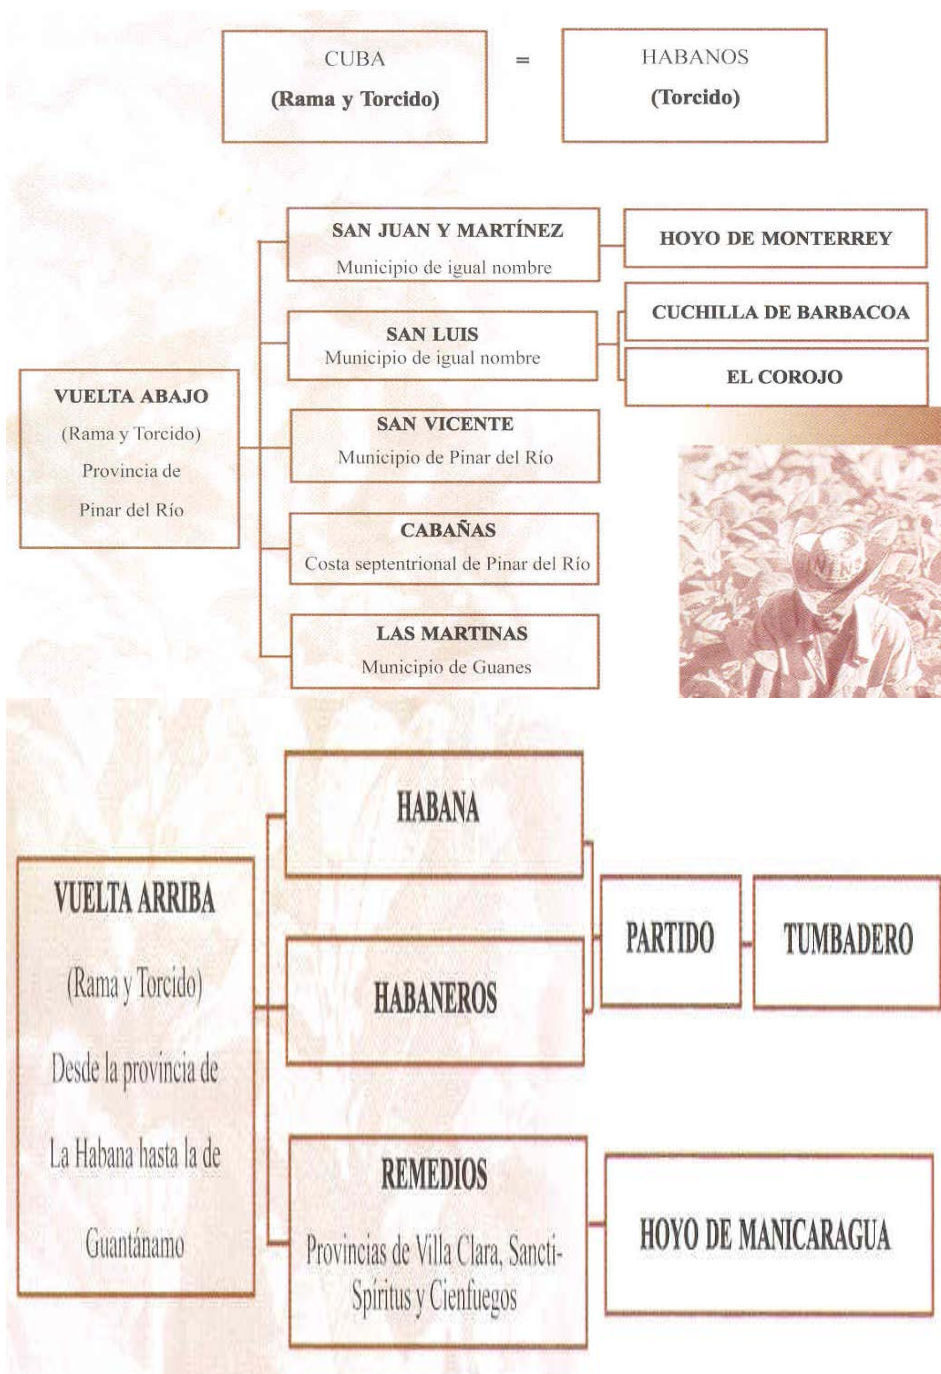 CUBA
(Rama y Torcido)
=
HABANOS
(Torcido)
VUELTA ABAJO
(Rama y Torcido)
Provincia de
Pinar del Río
SAN JUAN Y MARTÍNEZ
Municipio de igual nombre
HOYO DE MONTERREY
SAN LUIS
Municipio de igual nombre
CUCHILLA DE BARBACOA
EL COROJO
SAN VICENTE
Municipio de Pinar del Río
CABAÑAS
Costa septentrional de Pinar del Río
LAS MARTINAS
Municipio de Guanes
VUELTA ARRIBA
(Rama y Torcido)
Desde la provincia de
La Habana hasta la de
Guantánamo
HABANA
HABANEROS
PARTIDO
TUMBADERO
REMEDIOS
Provincias de Villa Clara, Sancti-
Spíritus y Cienfuegos
HOYO DE MANICARAGUA